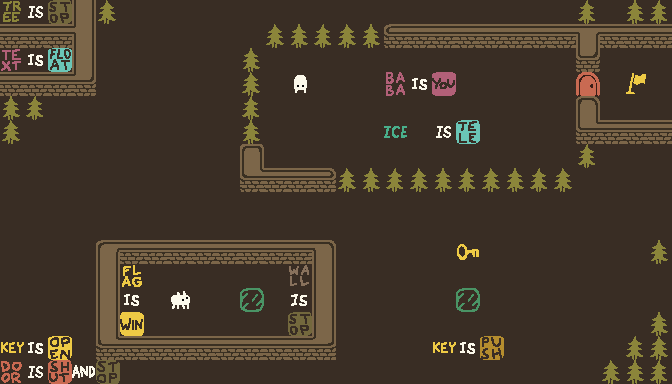 TREE IS STOP
TEXT IS FLOAT
BABA IS YOU
ICE IS TELE
FLAG IS WIN
WALL IS STOP
KEY IS OPEN
KEY IS PUSH
DOOR IS SHUT AND STOP